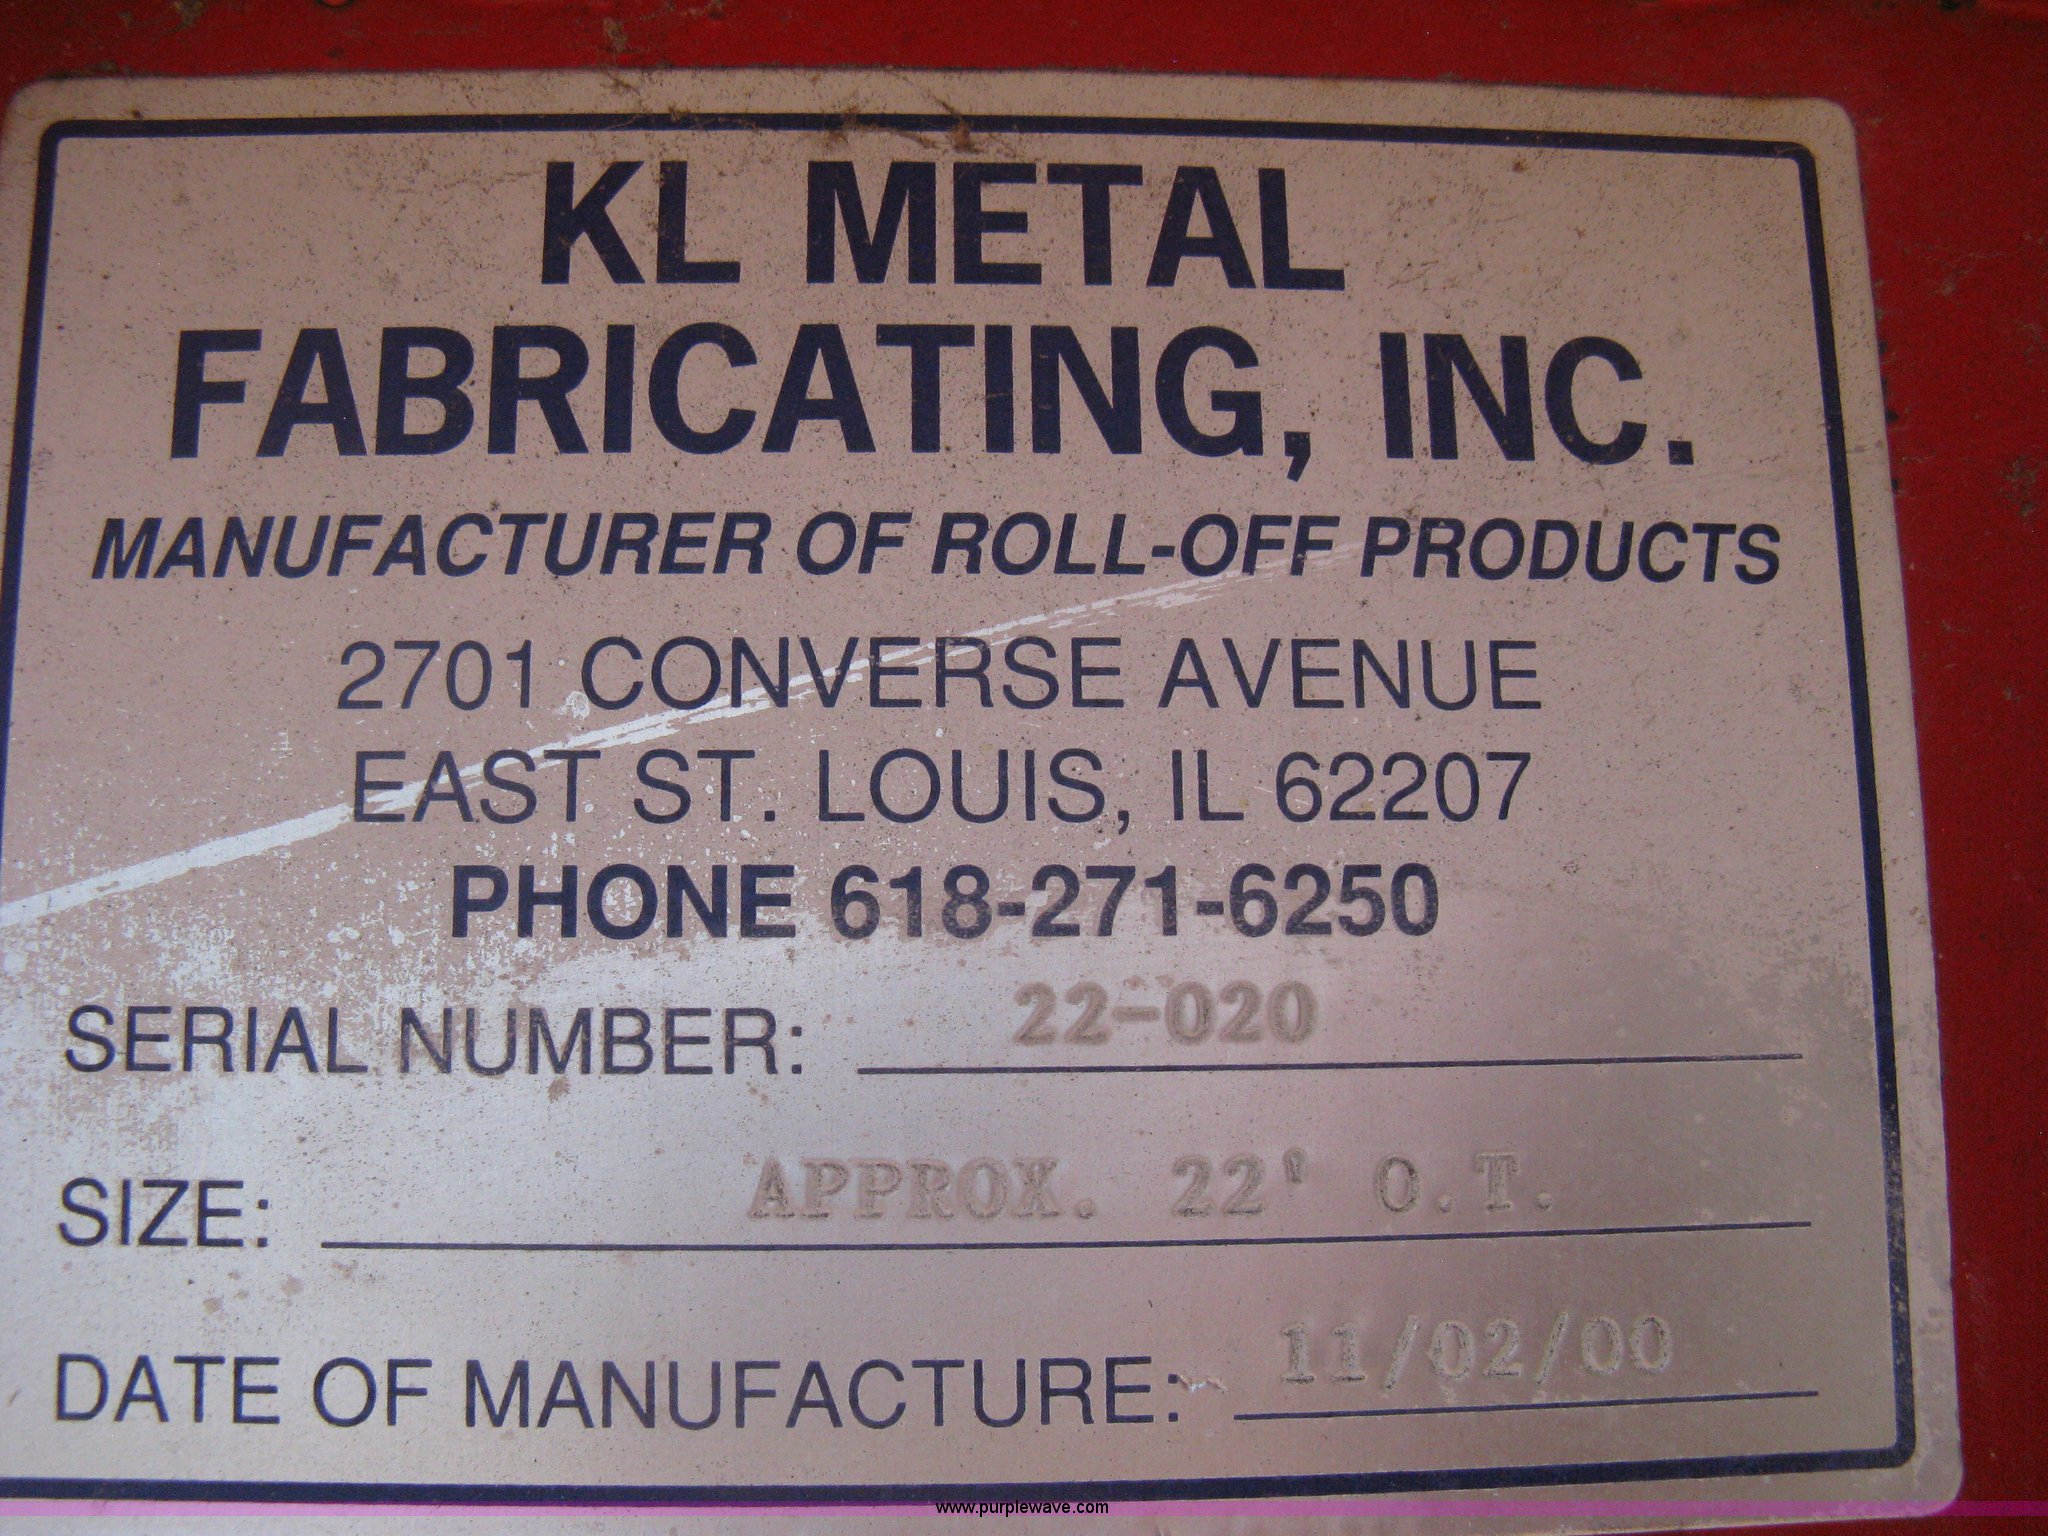 KL METAL
FABRICATING, INC.
MANUFACTURER OF ROLL-OFF PRODUCTS
2701 CONVERSE AVENUE
EAST ST. LOUIS, IL 62207
PHONE 618-271-6250
SERIAL NUMBER: 22-020
SIZE: APPROX. 22' O.T.
DATE OF MANUFACTURE: 11/02/00
www.purplewave.com